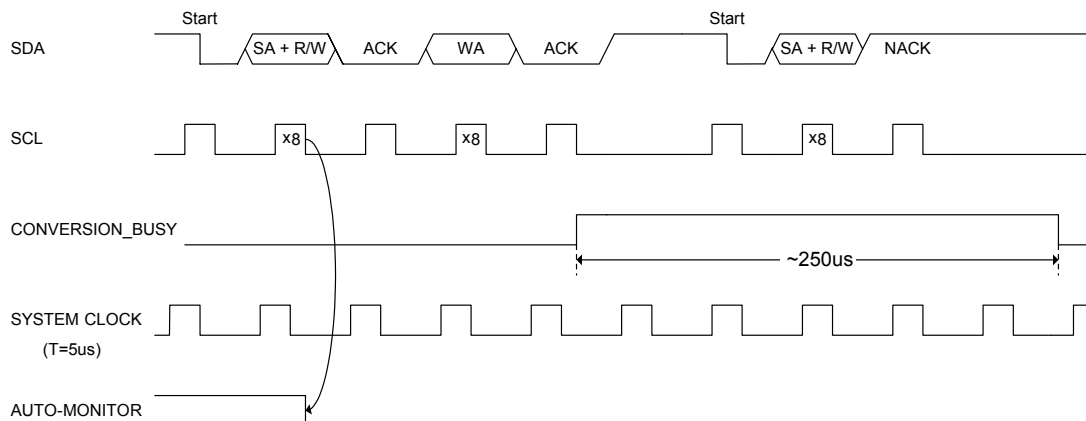 Start Start
SDA SA + R/W ACK WA ACK SA + R/W NACK
SCL x8 x8 x8
CONVERSION_BUSY
~250us
SYSTEM CLOCK
(T=5us)
AUTO-MONITOR